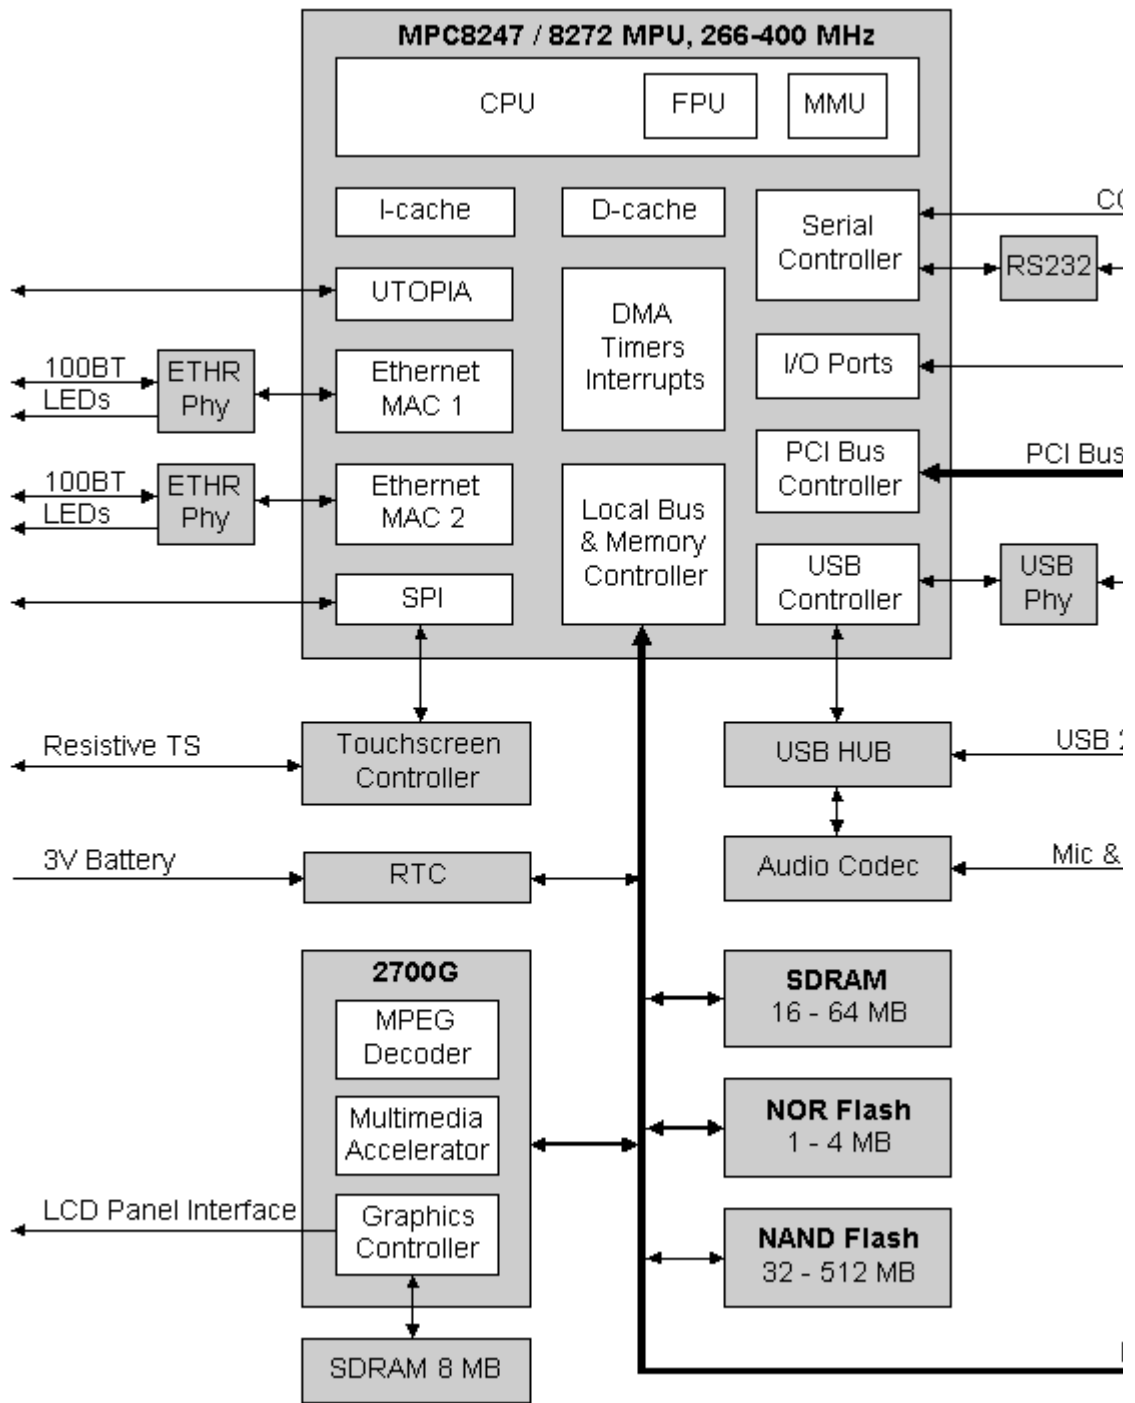 MPC8247 / 8272 MPU, 266-400 MHz
CPU
FPU
MMU
I-cache
D-cache
Serial
Controller
RS232
UTOPIA
DMA
Timers
Interrupts
I/O Ports
100BT
LEDs
ETHR
Phy
Ethernet
MAC 1
PCI Bus
Controller
PCI Bus
100BT
LEDs
ETHR
Phy
Ethernet
MAC 2
Local Bus
& Memory
Controller
USB
Controller
USB
Phy
SPI
Resistive TS
Touchscreen
Controller
USB HUB
USB 2
3V Battery
RTC
Audio Codec
Mic &
2700G
MPEG
Decoder
Multimedia
Accelerator
LCD Panel Interface
Graphics
Controller
SDRAM 8 MB
SDRAM
16 - 64 MB
NOR Flash
1 - 4 MB
NAND Flash
32 - 512 MB